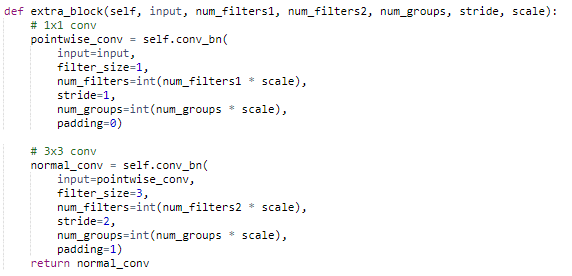 def extra_block(self, input, num_filters1, num_filters2, num_groups, stride, scale):
    # 1x1 conv
    pointwise_conv = self.conv_bn(
        input=input,
        filter_size=1,
        num_filters=int(num_filters1 * scale),
        stride=1,
        num_groups=int(num_groups * scale),
        padding=0)

    # 3x3 conv
    normal_conv = self.conv_bn(
        input=pointwise_conv,
        filter_size=3,
        num_filters=int(num_filters2 * scale),
        stride=2,
        num_groups=int(num_groups * scale),
        padding=1)
    return normal_conv